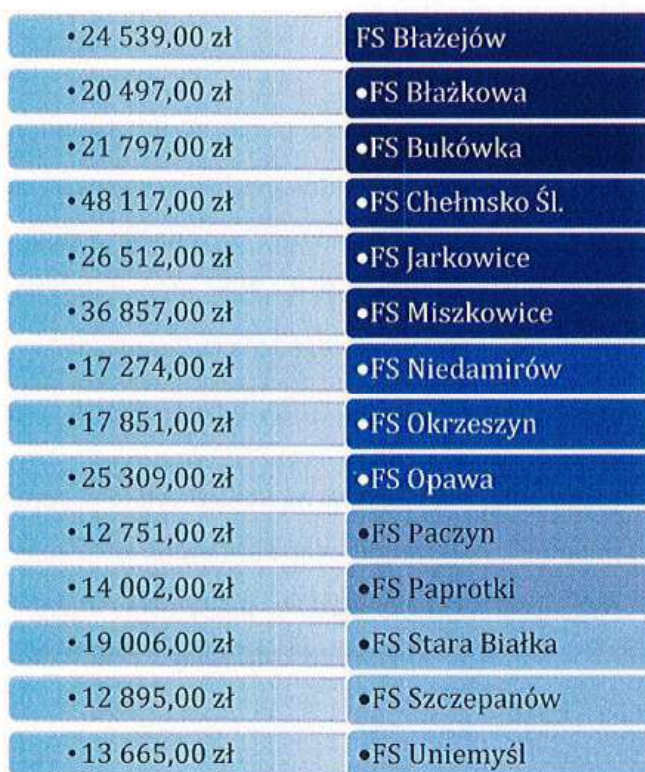 •24 539,00 zł FS Błażejów
•20 497,00 zł •FS Błażkowa
•21 797,00 zł •FS Bukówka
•48 117,00 zł •FS Chełmsko Śl.
•26 512,00 zł •FS Jarkowice
•36 857,00 zł •FS Miszkowice
•17 274,00 zł •FS Niedamirów
•17 851,00 zł •FS Okrzeszyn
•25 309,00 zł •FS Opawa
•12 751,00 zł •FS Paczyn
•14 002,00 zł •FS Paprotki
•19 006,00 zł •FS Stara Białka
•12 895,00 zł •FS Szczepanów
•13 665,00 zł •FS Uniemyśl